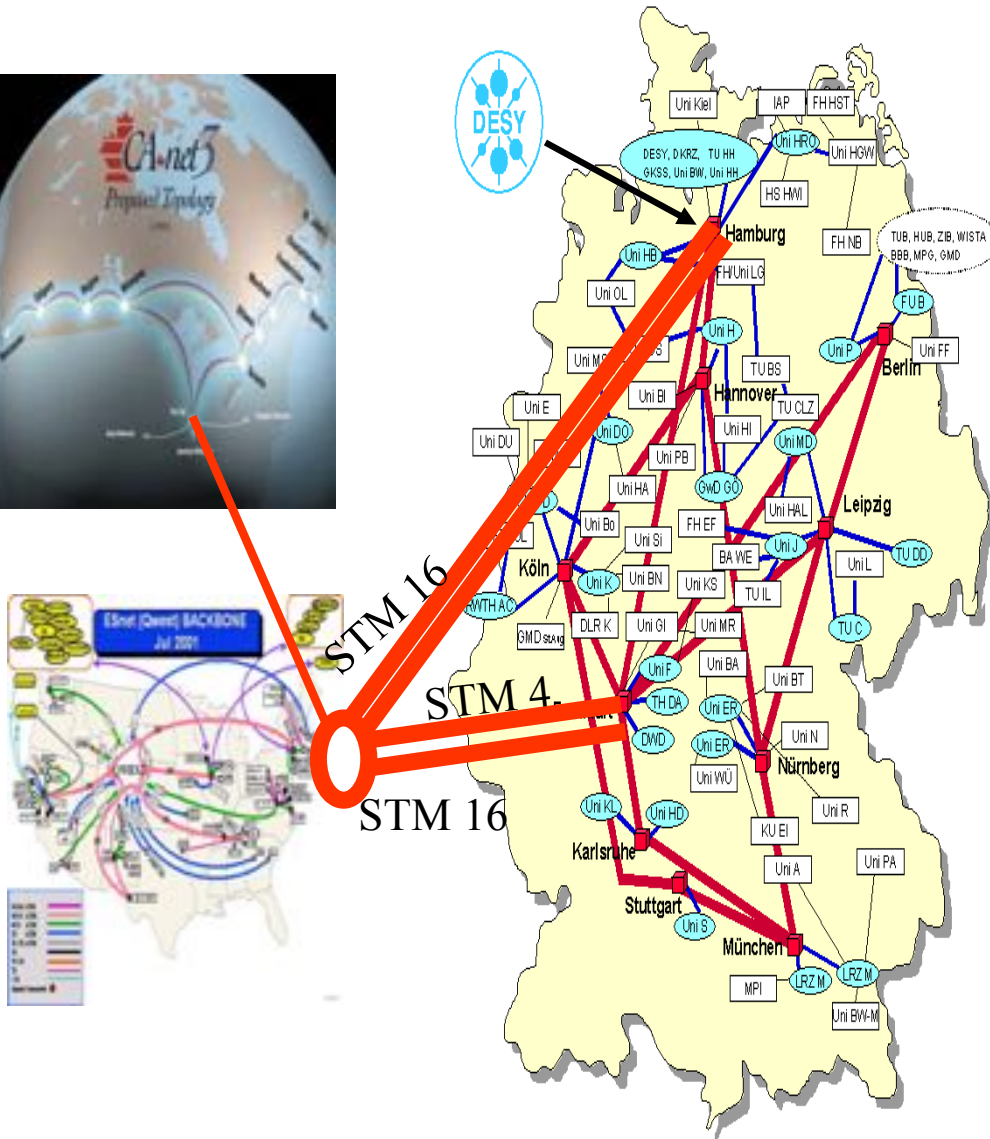 CA*net3
Proposed Topology
ESnet (Qwest) BACKBONE
Jul 2001
STM 16
STM 4
STM 16
DESY
Uni Kiel
IAP
FH HST
DESY, DKRZ, TU HH
GKSS, Uni BW, Uni HH
Uni HRO
Uni HGW
HS HWI
Hamburg
FH NB
TUB, HUB, ZIB, WISTA
BBB, MPG, GMD
Uni HB
FH/Uni LG
Uni OL
FU B
Uni H
Uni P
Uni FF
Berlin
Uni MS
TU BS
Hannover
Uni BI
TU CLZ
Uni E
Uni DO
Uni HI
Uni MD
Uni DU
Uni PB
Uni HA
GwD GÖ
Uni HAL
Leipzig
Uni Bo
FH EF
Uni Si
Uni J
BA WE
TU DD
Köln
Uni K
Uni BN
Uni KS
TU IL
Uni L
RWTH AC
DLR K
Uni GI
Uni MR
TU C
GMD StAug
Uni F
Uni BA
Uni BT
TH DA
Uni ER
DWD
Uni ER
Uni N
Nürnberg
Uni WÜ
Uni R
Uni KL
Uni HD
KU EI
Karlsruhe
Uni A
Uni PA
Stuttgart
Uni S
München
MPI
LRZ M
LRZ M
Uni BW-M